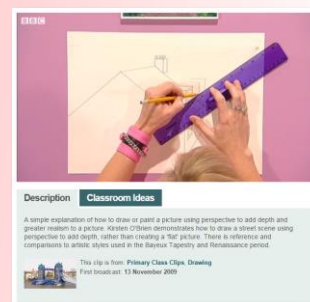 BBC
Description
Classroom Ideas
A simple explanation of how to draw or paint a picture using perspective to add depth and
greater realism to a picture. Kirsten O'Brien demonstrates how to draw a street scene using
perspective to add depth, rather than creating a 'flat' picture. There is reference and
comparisons to artistic styles used in the Bayeux Tapestry and Renaissance period.
This clip is from: Primary Class Clips, Drawing
First broadcast: 13 November 2009